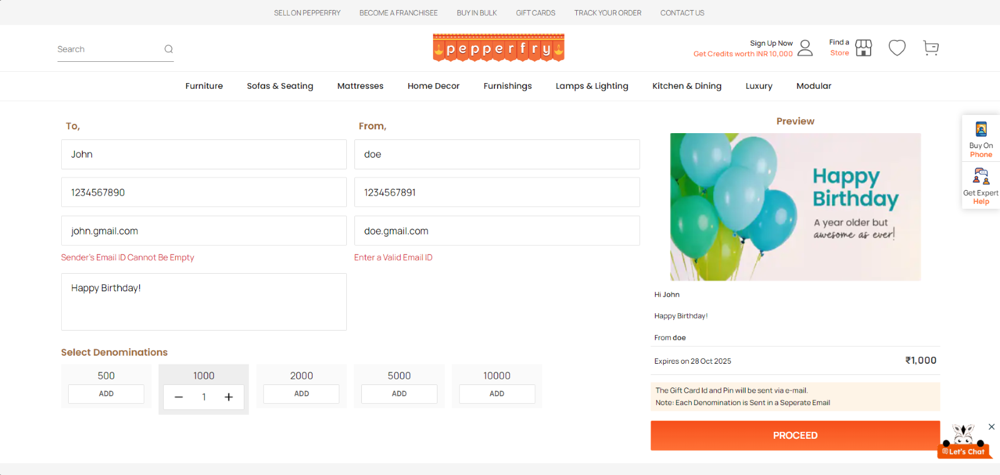 SELL ON PEPPERFRY BECOME A FRANCHISEE BUY IN BULK GIFT CARDS TRACK YOUR ORDER CONTACT US
Search
pepperfry
Sign Up Now
Get Credits worth INR 10,000
Find a
Store
Furniture Sofas & Seating Mattresses Home Decor Furnishings Lamps & Lighting Kitchen & Dining Luxury Modular
To,
John
1234567890
john.gmail.com
Sender's Email ID Cannot Be Empty
Happy Birthday!
From,
doe
1234567891
doe.gmail.com
Enter a Valid Email ID
Select Denominations
500 1000 2000 5000 10000
ADD − 1 + ADD ADD ADD
Preview
Happy
Birthday
A year older but
awesome as ever!
Hi John
Happy Birthday!
From doe
Expires on 28 Oct 2025 ₹1,000
The Gift Card Id and Pin will be sent via e-mail.
Note: Each Denomination is Sent in a Seperate Email
PROCEED
Buy On
Phone
Get Expert
Help
Let's Chat